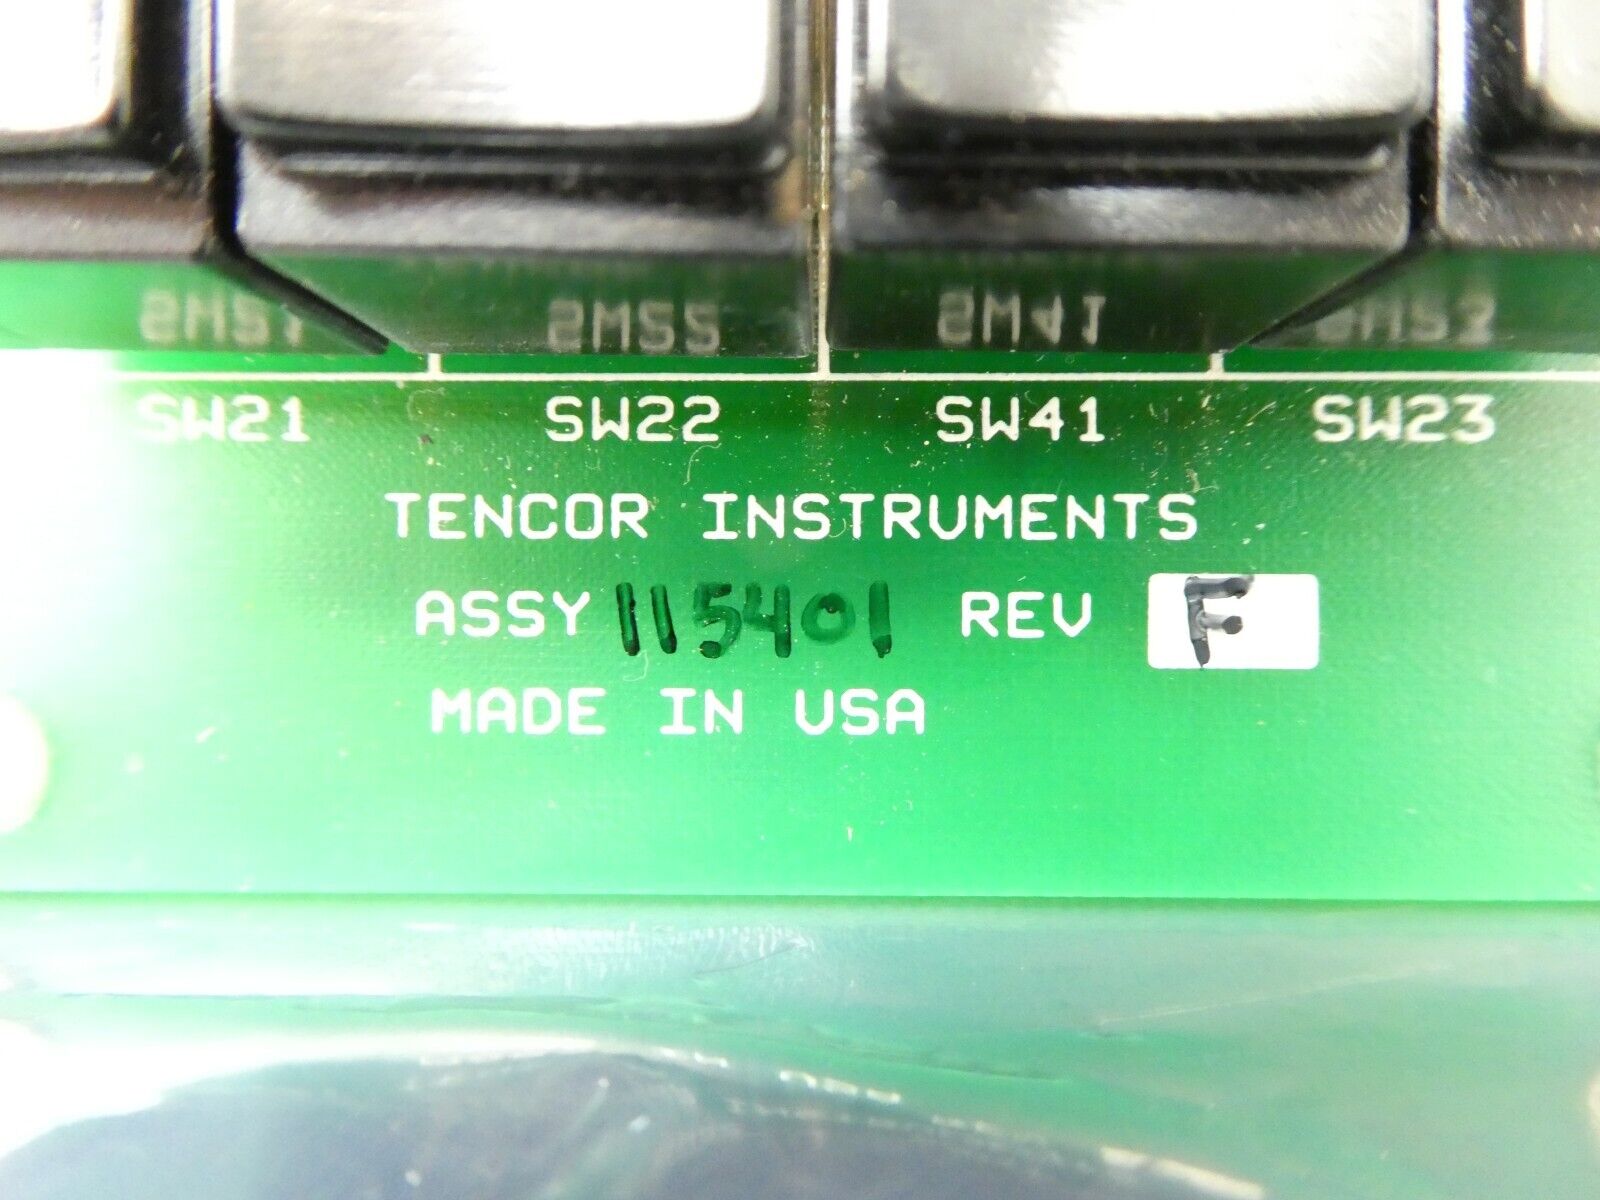 SW21 SW22 SW41 SW23
TENCOR INSTRUMENTS
ASSY 115401 REV F
MADE IN USA